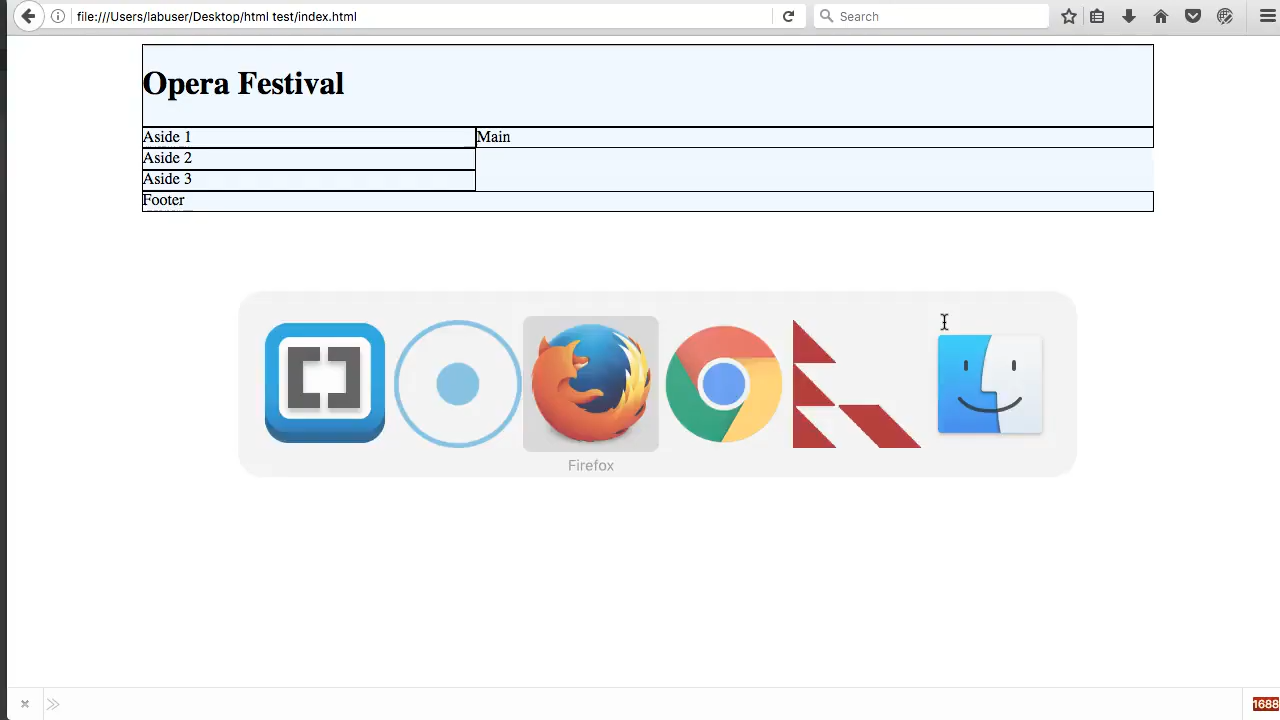 file:///Users/labuser/Desktop/html test/index.html
Search
Opera Festival
Aside 1
Main
Aside 2
Aside 3
Footer
Firefox
1688